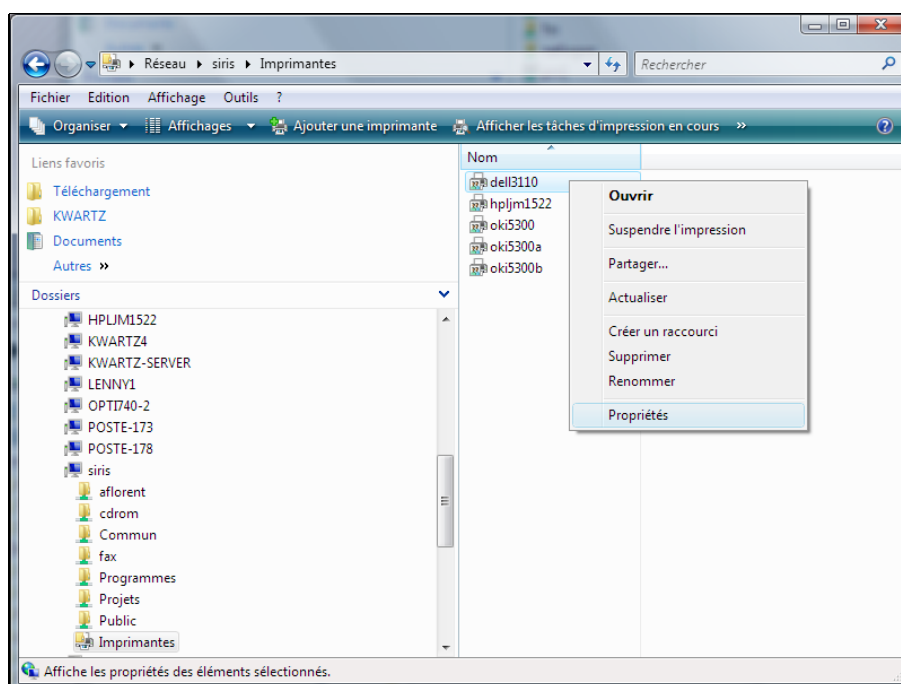 Réseau ▸ siris ▸ Imprimantes
Rechercher
Fichier Edition Affichage Outils ?
Organiser Affichages Ajouter une imprimante Afficher les tâches d'impression en cours »
Liens favoris
Téléchargement
KWARTZ
Documents
Autres »
Dossiers
HPLJM1522
KWARTZ4
KWARTZ-SERVER
LENNY1
OPTI740-2
POSTE-173
POSTE-178
siris
aflorent
cdrom
Commun
fax
Programmes
Projets
Public
Imprimantes
Nom
dell3110
hpljm1522
oki5300
oki5300a
oki5300b
Ouvrir
Suspendre l'impression
Partager...
Actualiser
Créer un raccourci
Supprimer
Renommer
Propriétés
Affiche les propriétés des éléments sélectionnés.